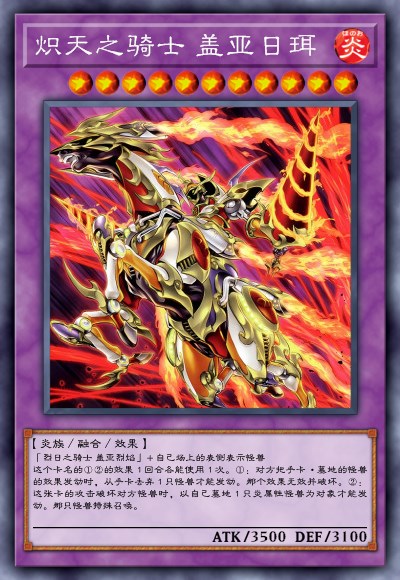 炽天之骑士 盖亚日珥
炎
ほのお
【炎族／融合／效果】
「烈日之骑士 盖亚烈焰」＋自己场上的表侧表示怪兽
这个卡名的①②的效果１回合各能使用１次。①：对方把手卡·墓地的怪兽
的效果发动时，从手卡丢弃１只怪兽才能发动。那个效果无效并破坏。②：
这张卡的攻击破坏对方怪兽时，以自己墓地１只炎属性怪兽为对象才能发
动。那只怪兽特殊召唤。
ATK/3500 DEF/3100